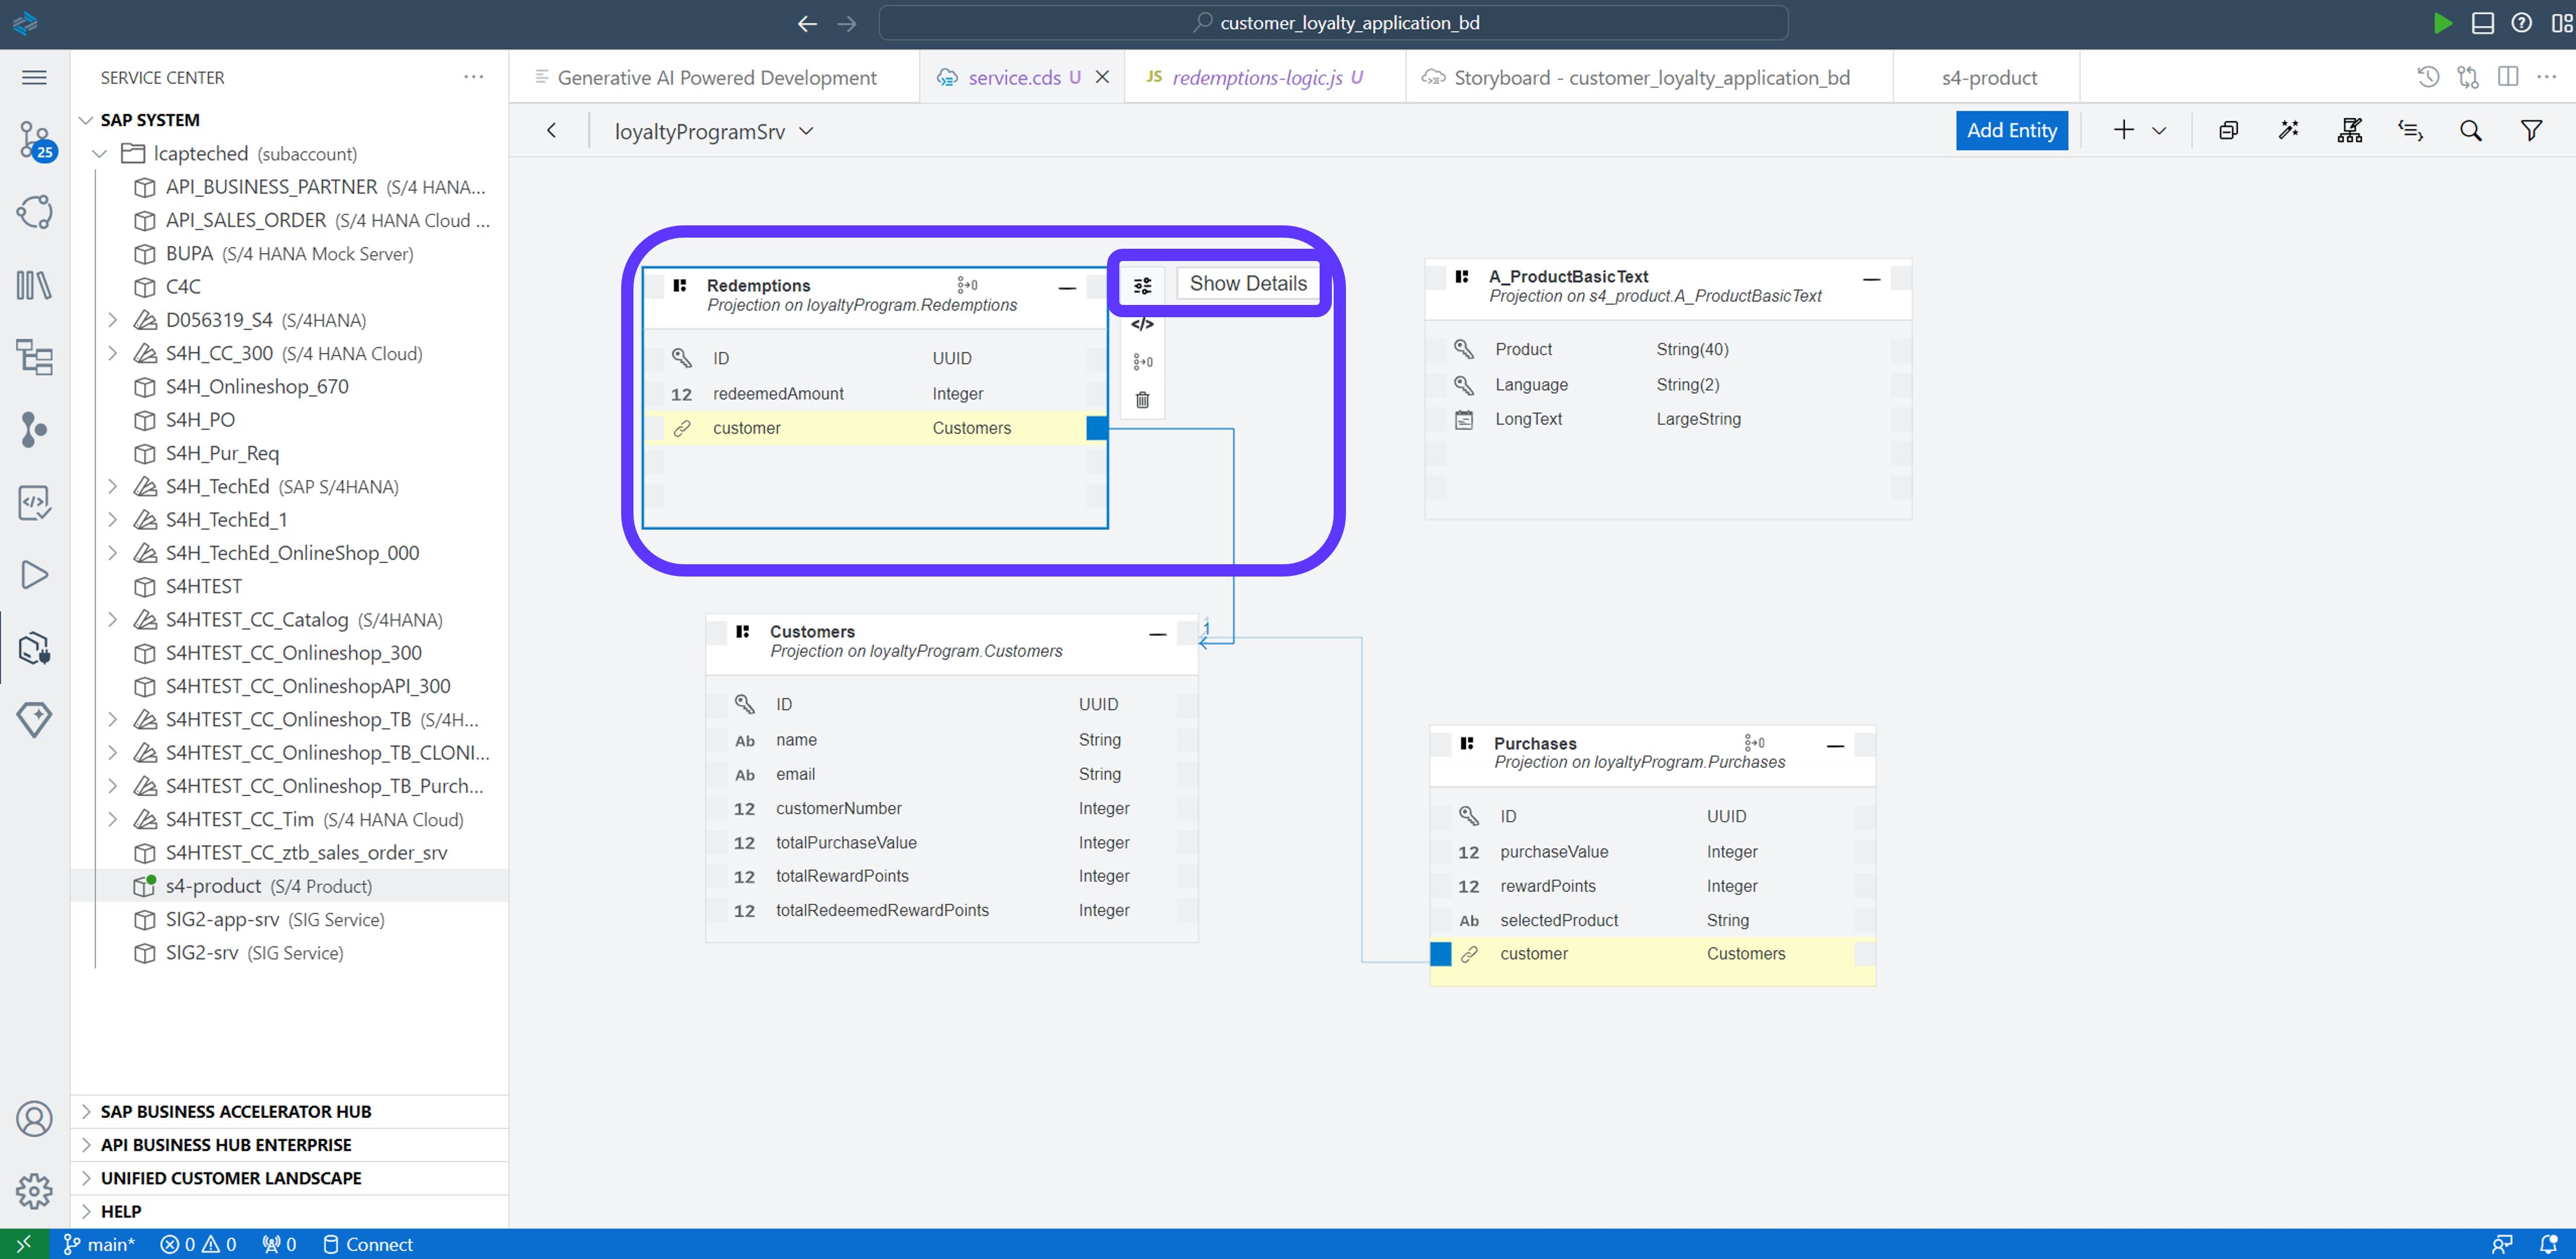 customer_loyalty_application_bd
SERVICE CENTER
Generative AI Powered Development
service.cds U
JS redemptions-logic.js U
Storyboard - customer_loyalty_application_bd
s4-product
25
SAP SYSTEM
lcapteched (subaccount)
API_BUSINESS_PARTNER (S/4 HANA...
API_SALES_ORDER (S/4 HANA Cloud ...
BUPA (S/4 HANA Mock Server)
C4C
D056319_S4 (S/4HANA)
S4H_CC_300 (S/4 HANA Cloud)
S4H_Onlineshop_670
S4H_PO
S4H_Pur_Req
S4H_TechEd (SAP S/4HANA)
S4H_TechEd_1
S4H_TechEd_OnlineShop_000
S4HTEST
S4HTEST_CC_Catalog (S/4HANA)
S4HTEST_CC_Onlineshop_300
S4HTEST_CC_OnlineshopAPI_300
S4HTEST_CC_Onlineshop_TB (S/4H...
S4HTEST_CC_Onlineshop_TB_CLONI...
S4HTEST_CC_Onlineshop_TB_Purch...
S4HTEST_CC_Tim (S/4 HANA Cloud)
S4HTEST_CC_ztb_sales_order_srv
s4-product (S/4 Product)
SIG2-app-srv (SIG Service)
SIG2-srv (SIG Service)
SAP BUSINESS ACCELERATOR HUB
API BUSINESS HUB ENTERPRISE
UNIFIED CUSTOMER LANDSCAPE
HELP
loyaltyProgramSrv
Add Entity
Redemptions
0
Projection on loyaltyProgram.Redemptions
ID UUID
12 redeemedAmount Integer
customer Customers
Show Details
</>
0
A_ProductBasicText
Projection on s4_product.A_ProductBasicText
Product String(40)
Language String(2)
LongText LargeString
Customers
Projection on loyaltyProgram.Customers
1
ID UUID
Ab name String
Ab email String
12 customerNumber Integer
12 totalPurchaseValue Integer
12 totalRewardPoints Integer
12 totalRedeemedRewardPoints Integer
Purchases
0
Projection on loyaltyProgram.Purchases
ID UUID
12 purchaseValue Integer
12 rewardPoints Integer
Ab selectedProduct String
customer Customers
main* 0 0 0 Connect